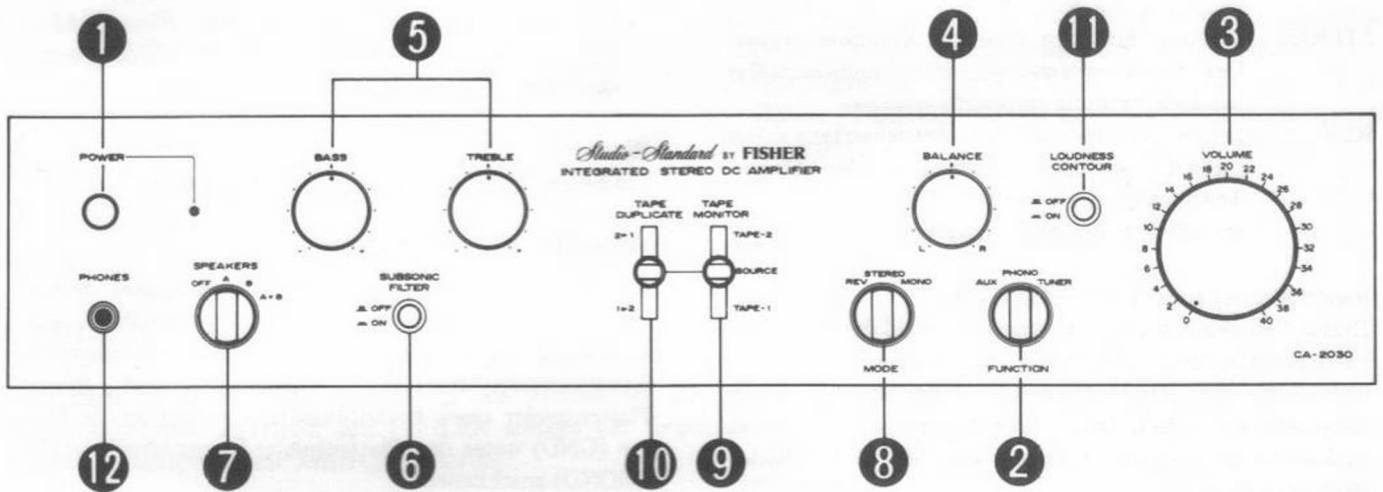 1 5 4 11 3
POWER
BASS
TREBLE
Studio-Standard BY FISHER
INTEGRATED STEREO DC AMPLIFIER
TAPE DUPLICATE
2▸1
1▸2
TAPE MONITOR
TAPE-2
SOURCE
TAPE-1
BALANCE
L R
LOUDNESS
CONTOUR
OFF
ON
VOLUME
0 2 4 6 8 10 12 14 16 18 20 22 24 26 28 30 32 34 36 38 40
PHONES
SPEAKERS
OFF A B A+B
SUBSONIC
FILTER
OFF
ON
REV STEREO MONO
MODE
AUX PHONO TUNER
FUNCTION
CA-2030
12 7 6 10 9 8 2